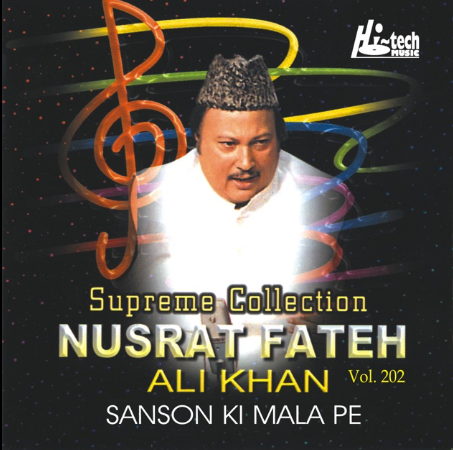 Hi~tech
MUSIC
Supreme Collection
NUSRAT FATEH
ALI KHAN Vol. 202
SANSON KI MALA PE